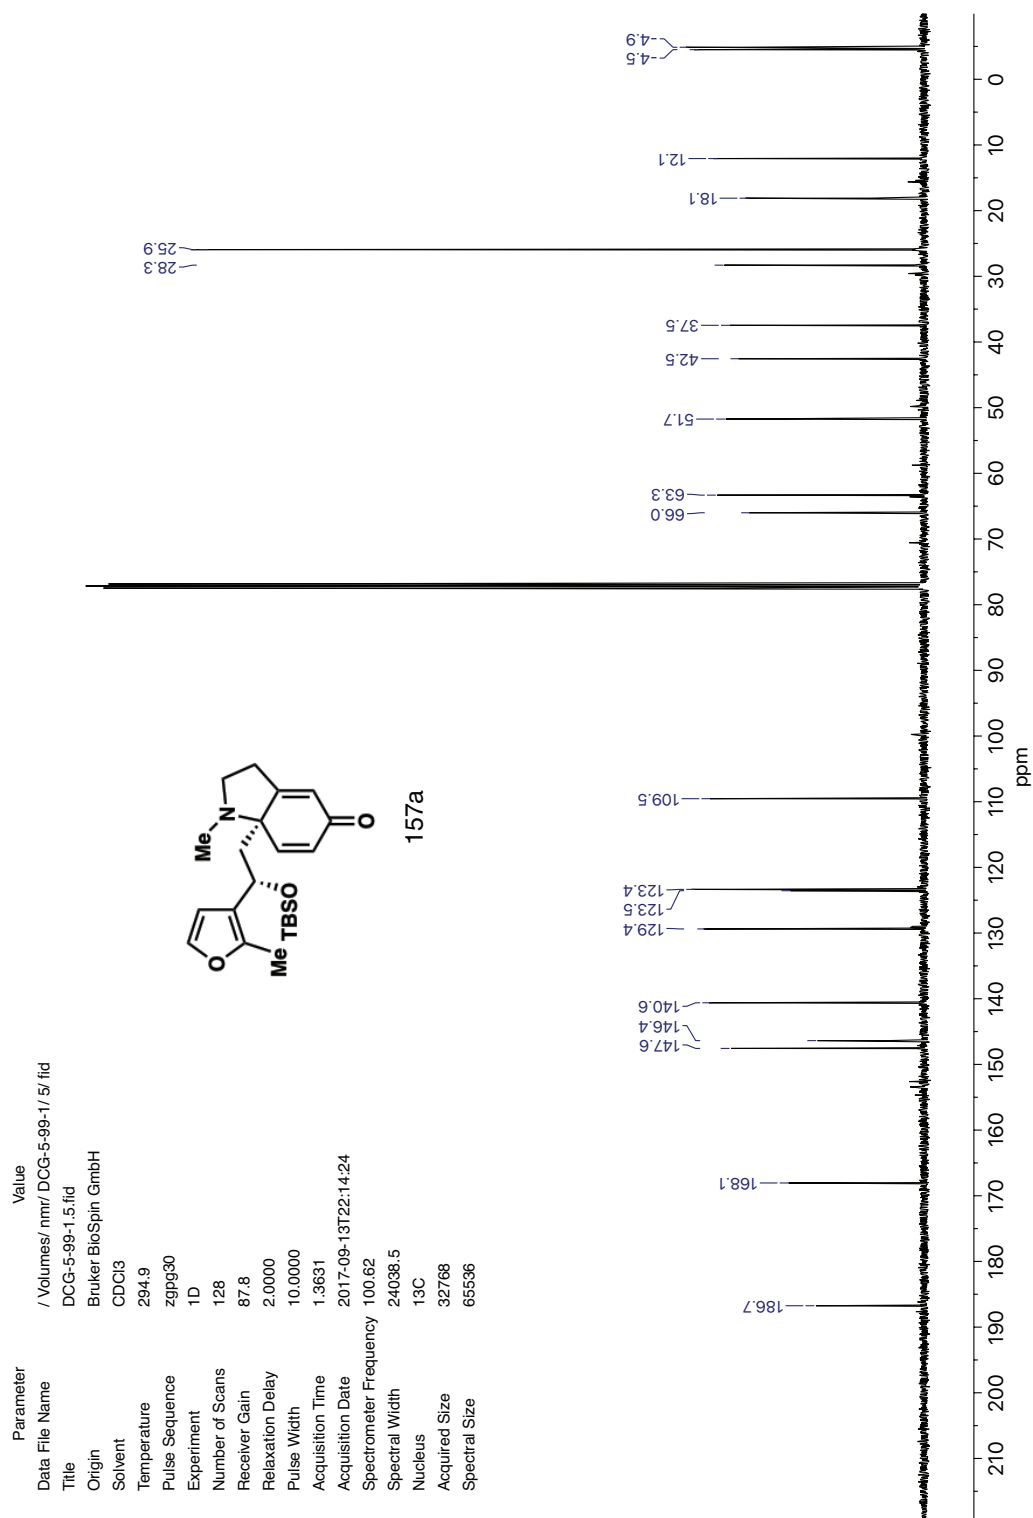 Parameter Value
Data File Name / Volumes/ nmr/ DCG-5-99-1/ 5/ fid
Title DCG-5-99-1.5.fid
Origin Bruker BioSpin GmbH
Solvent CDCl3
Temperature 294.9
Pulse Sequence zgpg30
Experiment 1D
Number of Scans 128
Receiver Gain 87.8
Relaxation Delay 2.0000
Pulse Width 10.0000
Acquisition Time 1.3631
Acquisition Date 2017-09-13T22:14:24
Spectrometer Frequency 100.62
Spectral Width 24038.5
Nucleus 13C
Acquired Size 32768
Spectral Size 65536
Me
N
O
Me
TBSO
O
157a
186.7
168.1
147.6
146.4
140.6
129.4
123.5
123.4
109.5
66.0
63.3
51.7
42.5
37.5
28.3
25.9
18.1
12.1
-4.5
-4.9
210 200 190 180 170 160 150 140 130 120 110 100 90 80 70 60 50 40 30 20 10 0
ppm